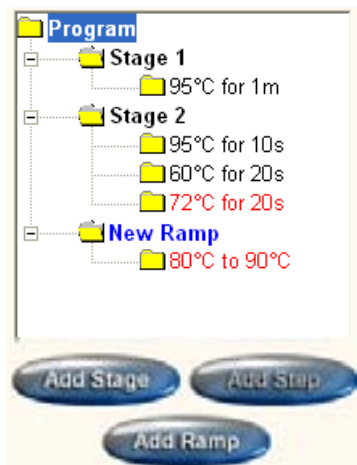 Program
Stage 1
95°C for 1m
Stage 2
95°C for 10s
60°C for 20s
72°C for 20s
New Ramp
80°C to 90°C
Add Stage Add Step
Add Ramp